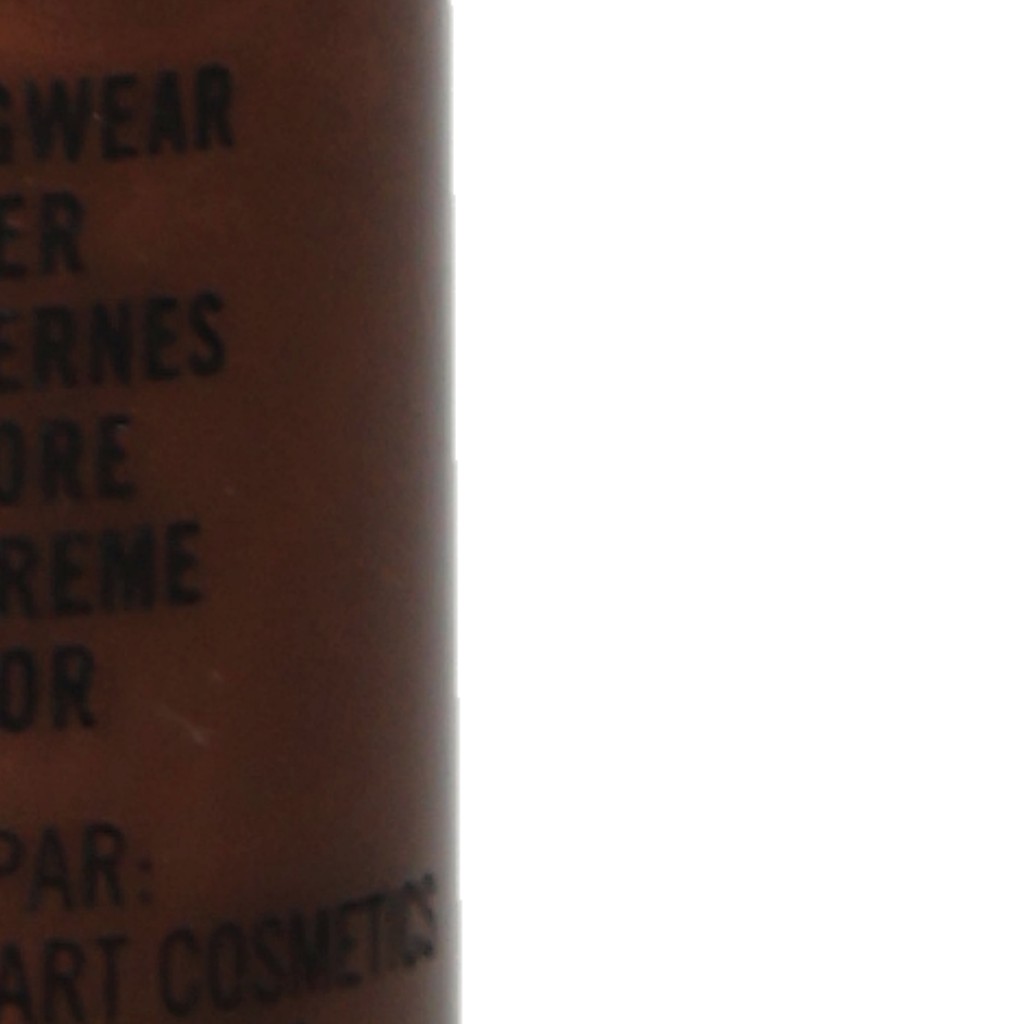 GWEAR
ER
ERNES
ORE
REME
OR
PAR:
ART COSMETICS